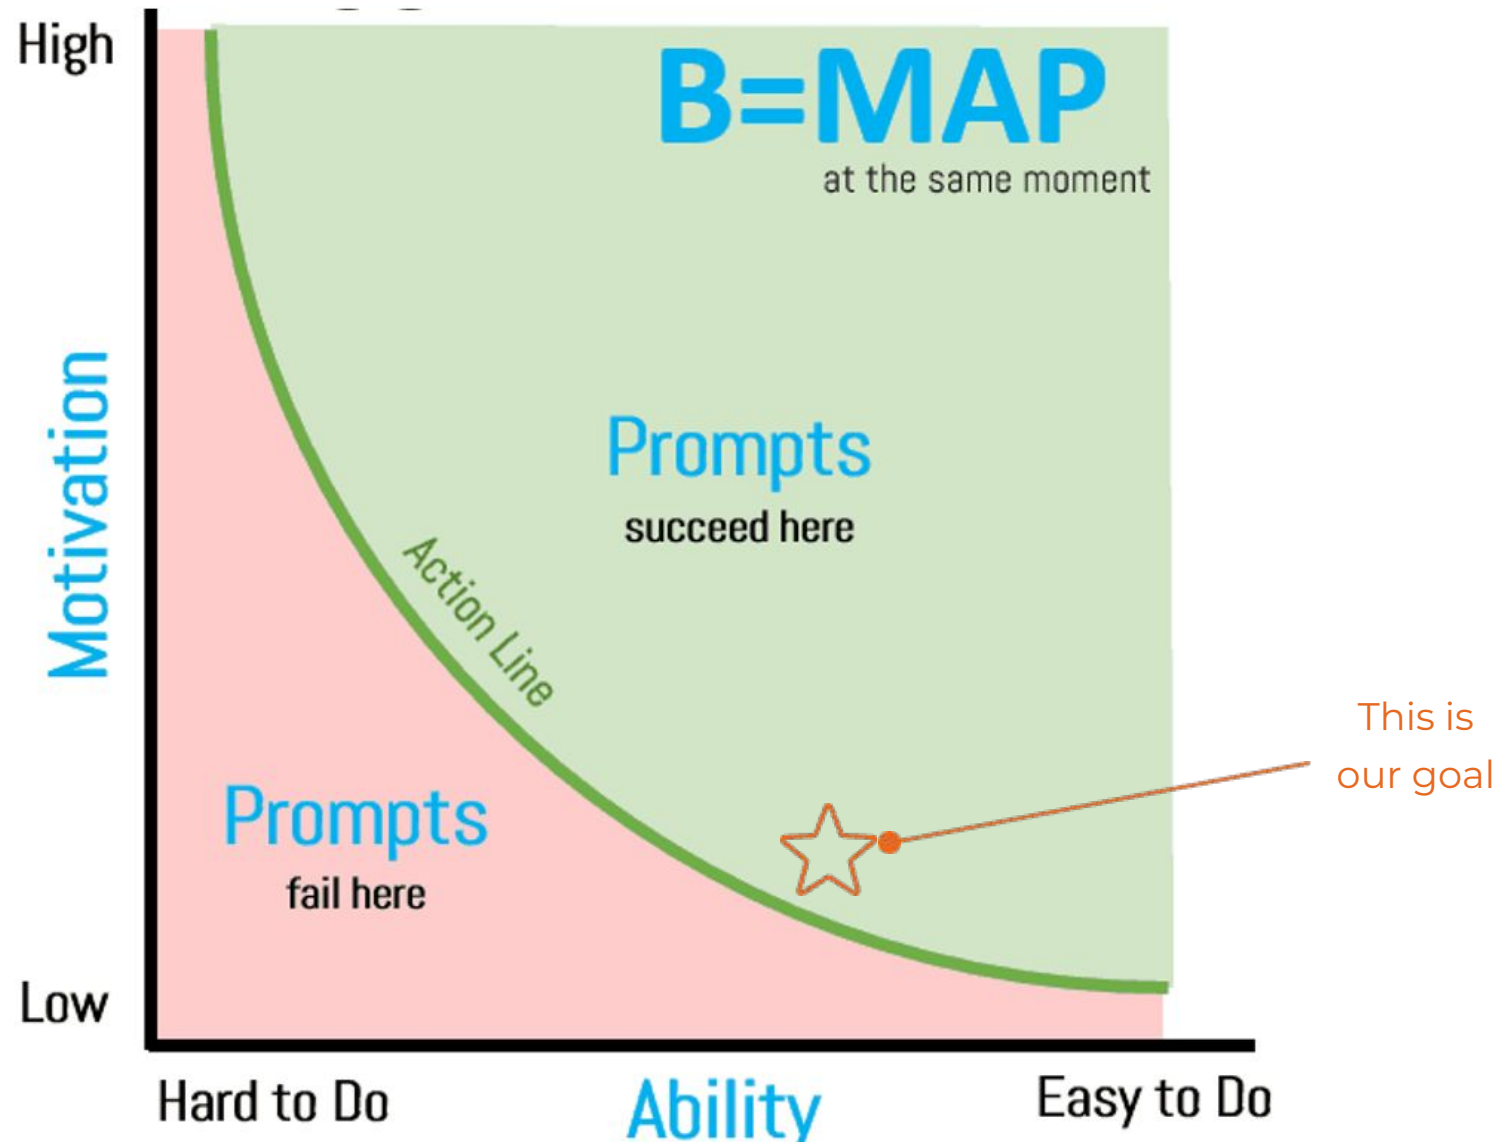 High
B=MAP
at the same moment
Motivation
Prompts
succeed here
Action Line
This is
our goal
Prompts
fail here
Low
Hard to Do
Ability
Easy to Do